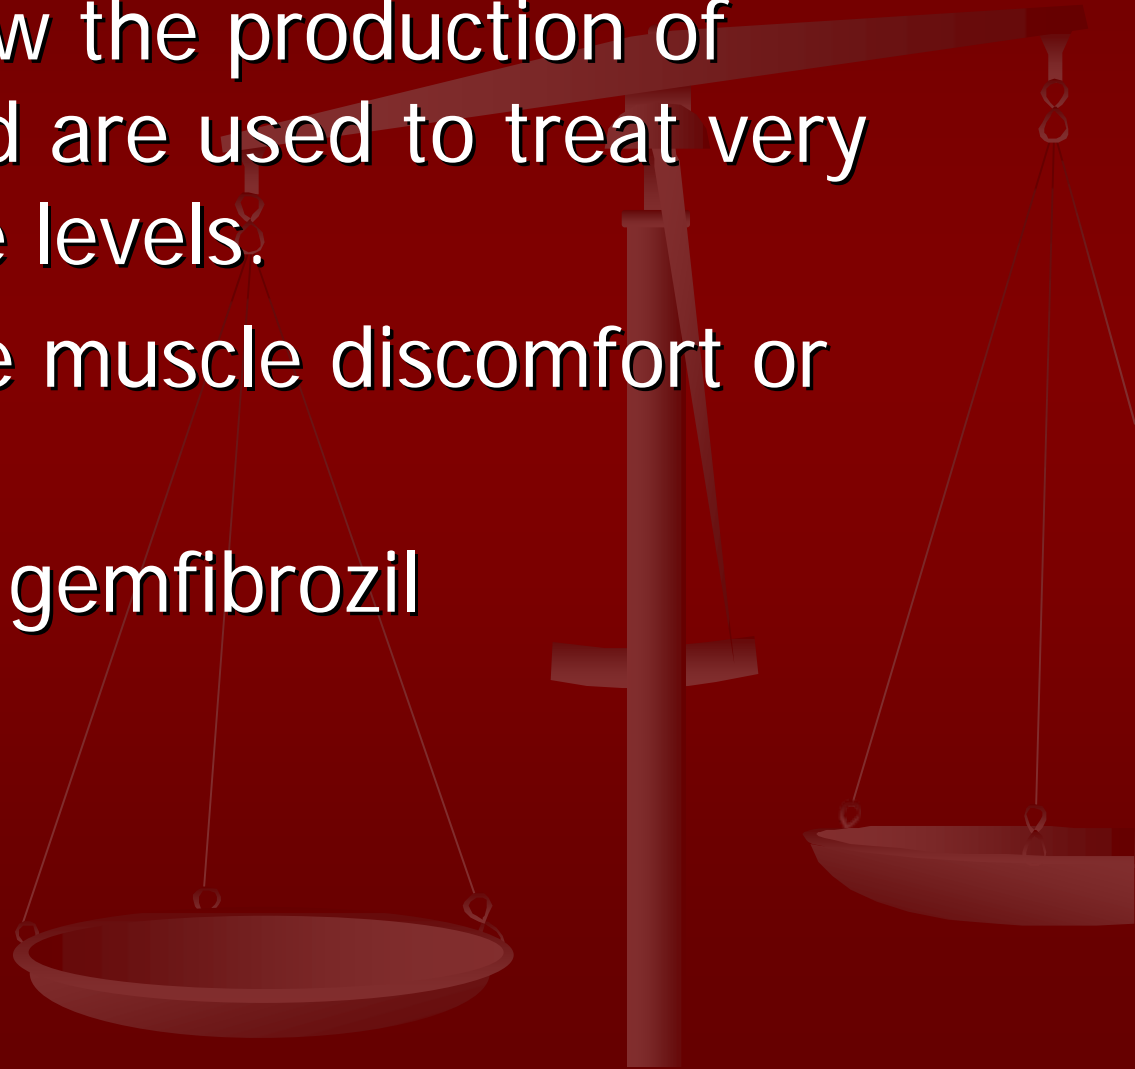 w the production of
d are used to treat very
e levels.
e muscle discomfort or
gemfibrozil